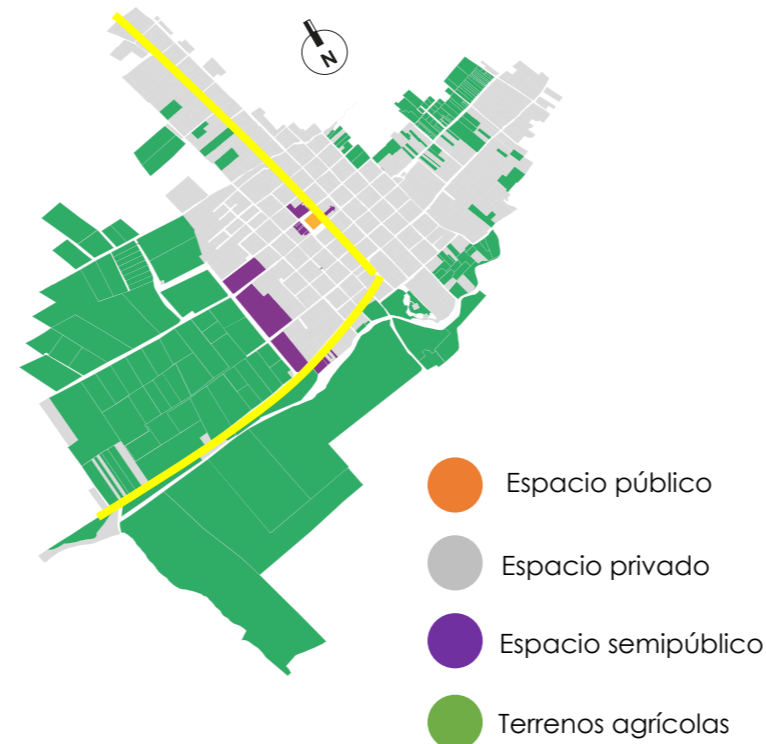 N
Espacio público
Espacio privado
Espacio semipúblico
Terrenos agrícolas